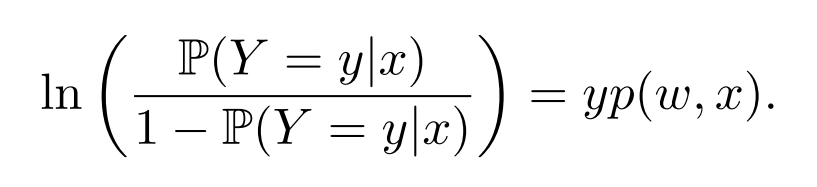 ln ( ℙ(Y = y|x) / 1 − ℙ(Y = y|x) ) = yp(w, x).